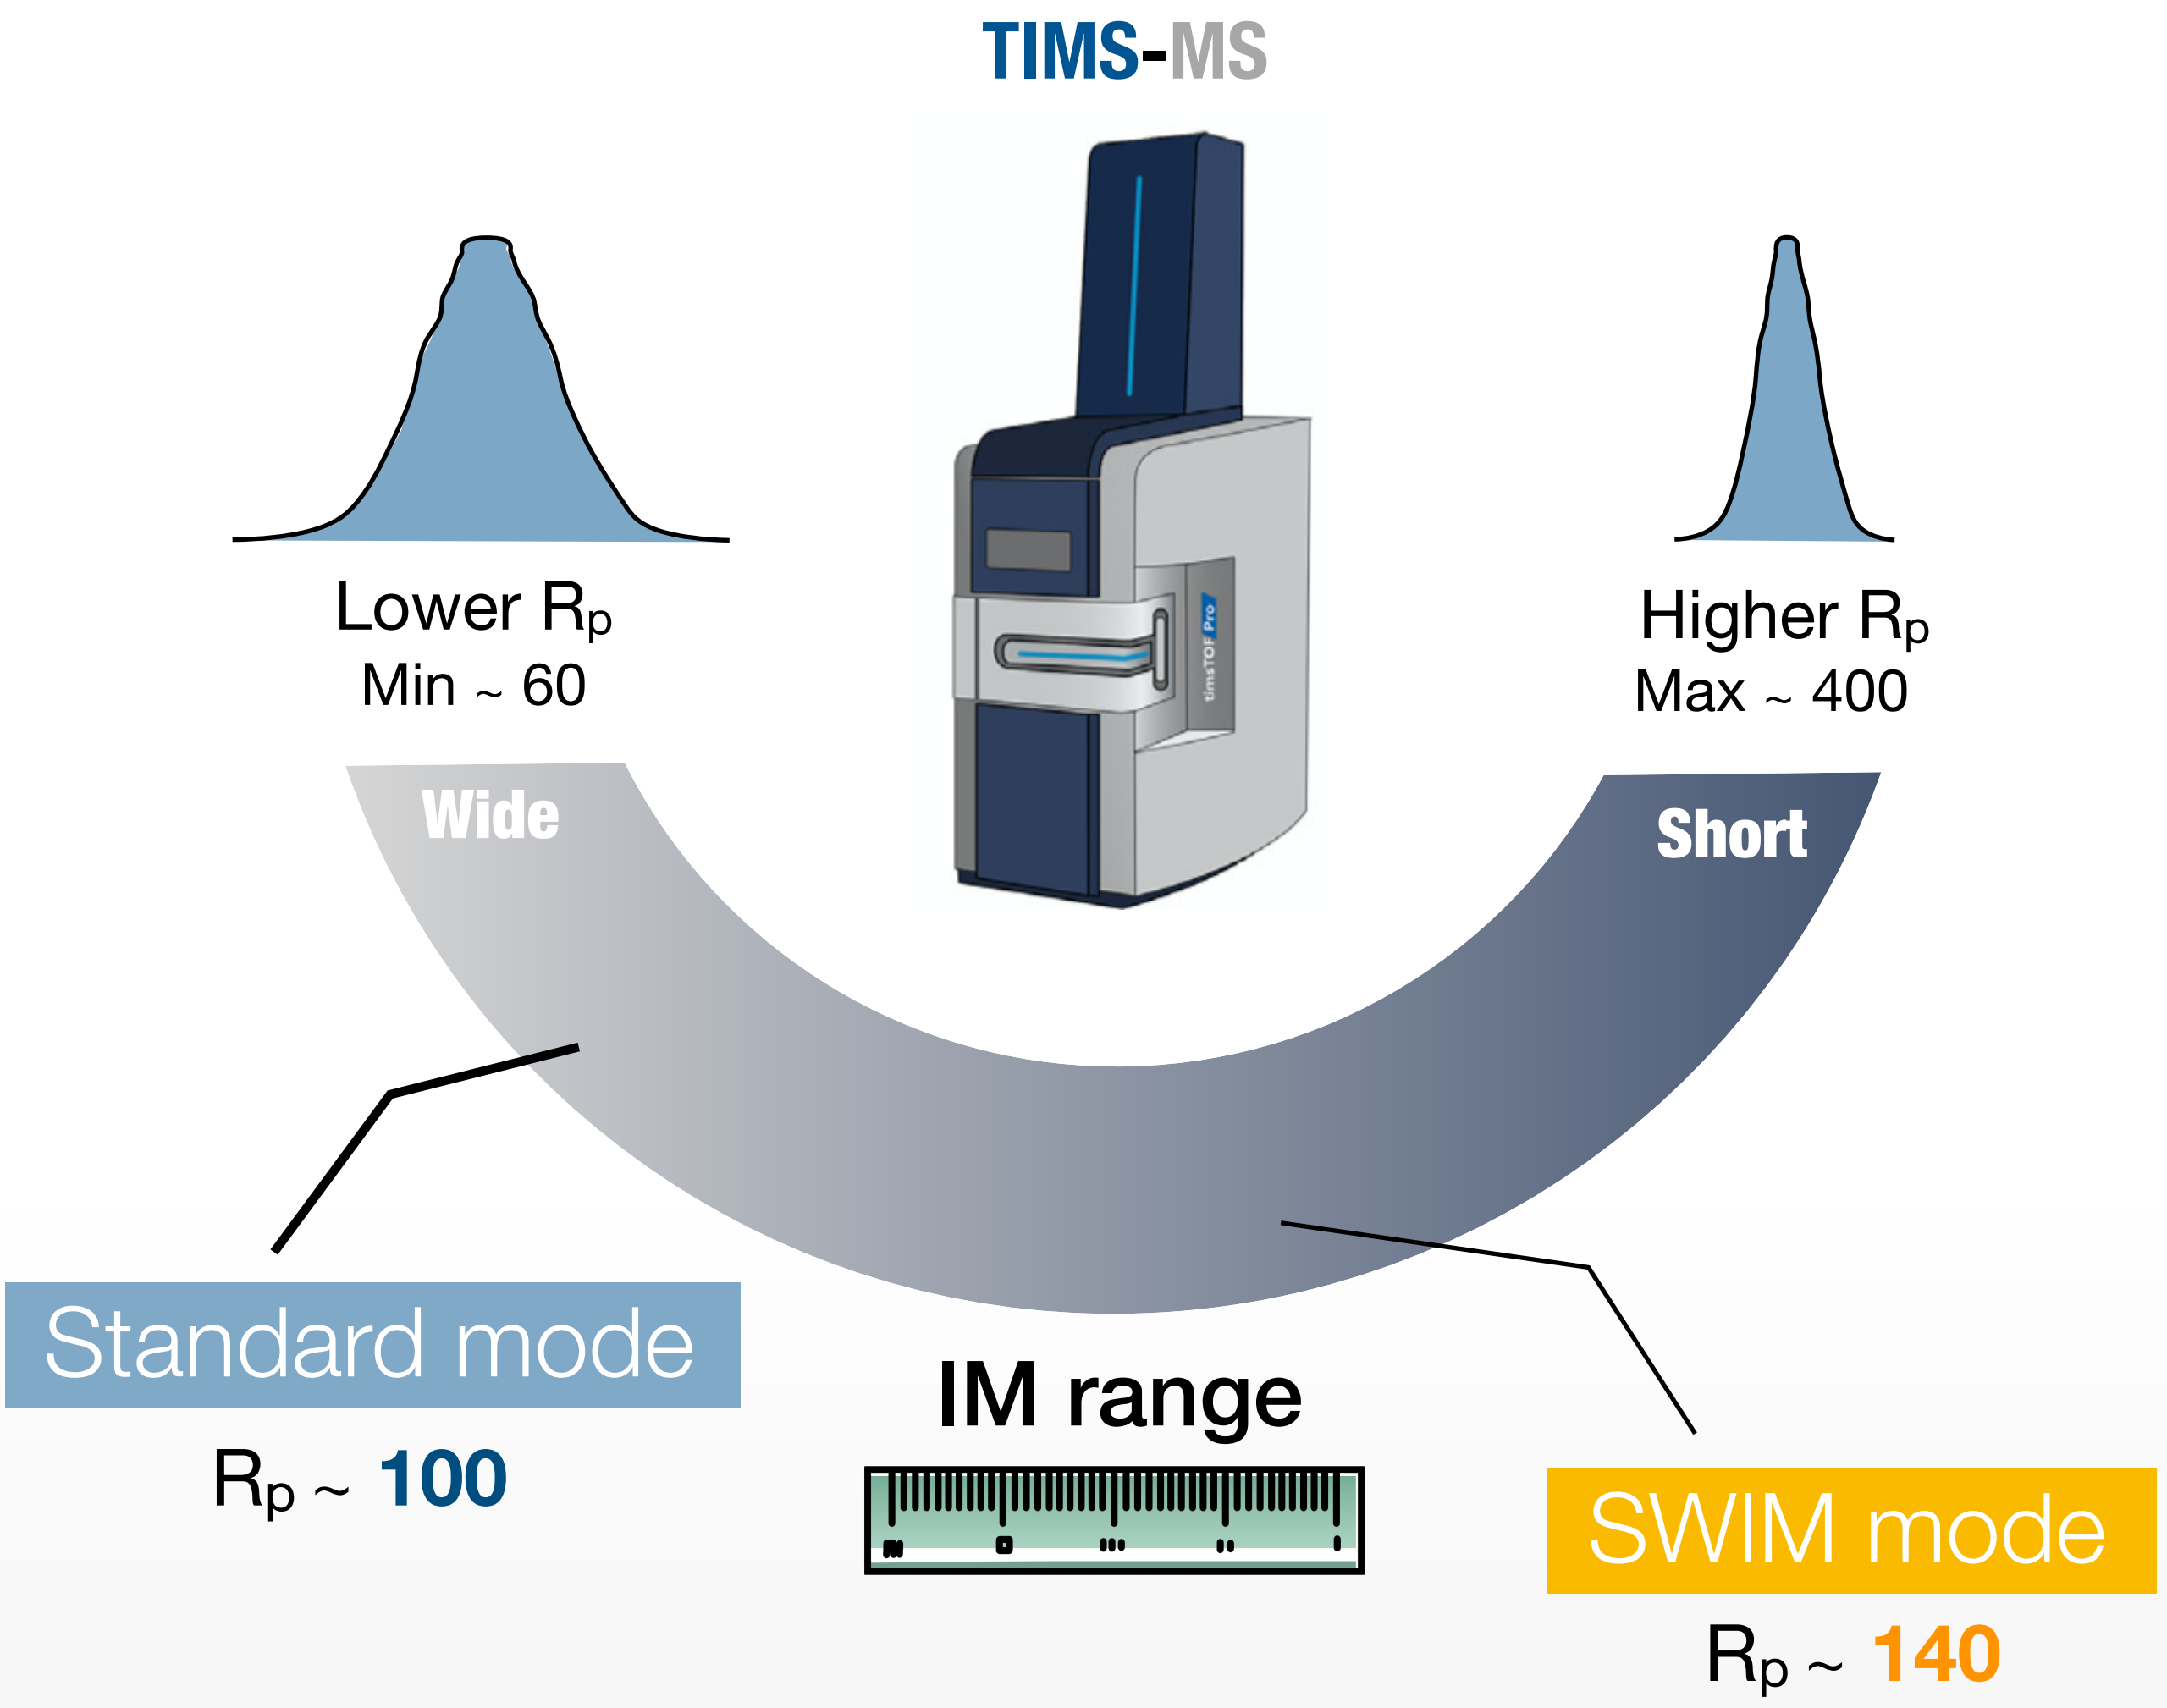 TIMS-MS
Lower Rp
Min ~ 60
Higher Rp
Max ~ 400
timsTOF Pro
Wide
Short
Standard mode
Rp ~ 100
IM range
SWIM mode
Rp ~ 140